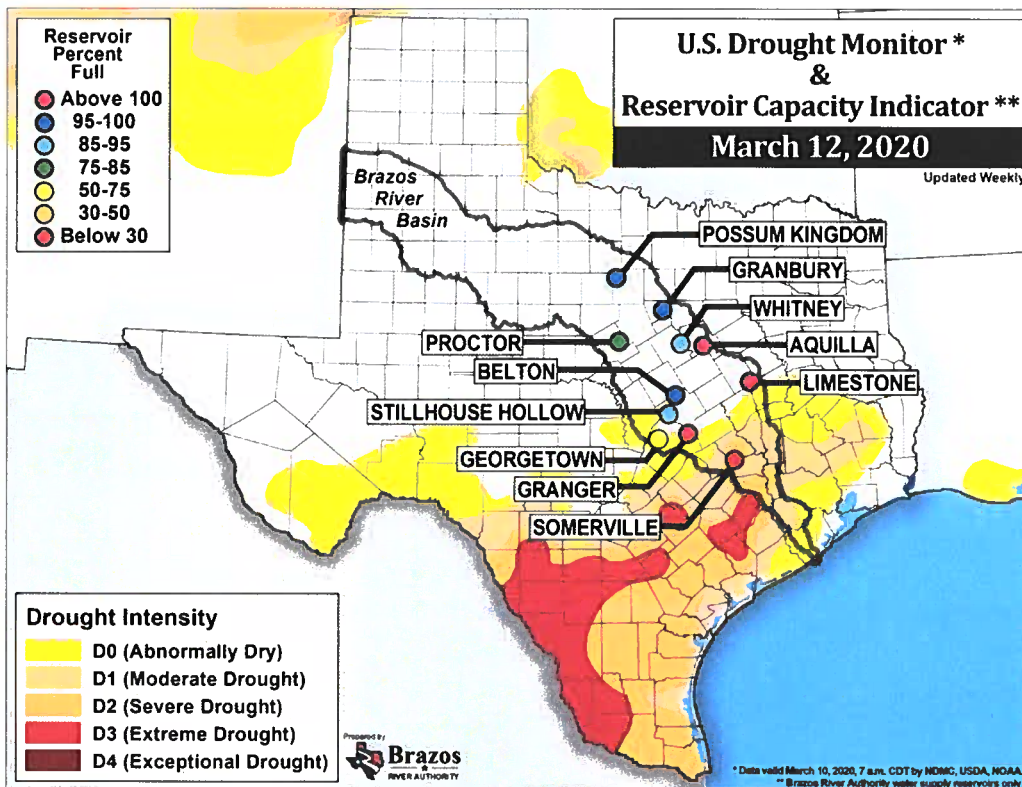 Reservoir
Percent
Full
Above 100
95-100
85-95
75-85
50-75
30-50
Below 30
U.S. Drought Monitor *
&
Reservoir Capacity Indicator **
March 12, 2020
Updated Weekly
Brazos
River
Basin
POSSUM KINGDOM
GRANBURY
WHITNEY
PROCTOR
AQUILLA
BELTON
LIMESTONE
STILLHOUSE HOLLOW
GEORGETOWN
GRANGER
SOMERVILLE
Drought Intensity
D0 (Abnormally Dry)
D1 (Moderate Drought)
D2 (Severe Drought)
D3 (Extreme Drought)
D4 (Exceptional Drought)
Prepared by
Brazos
RIVER AUTHORITY
* Data valid March 10, 2020, 7 a.m. CDT by NDMC, USDA, NOAA
** Brazos River Authority water supply reservoirs only